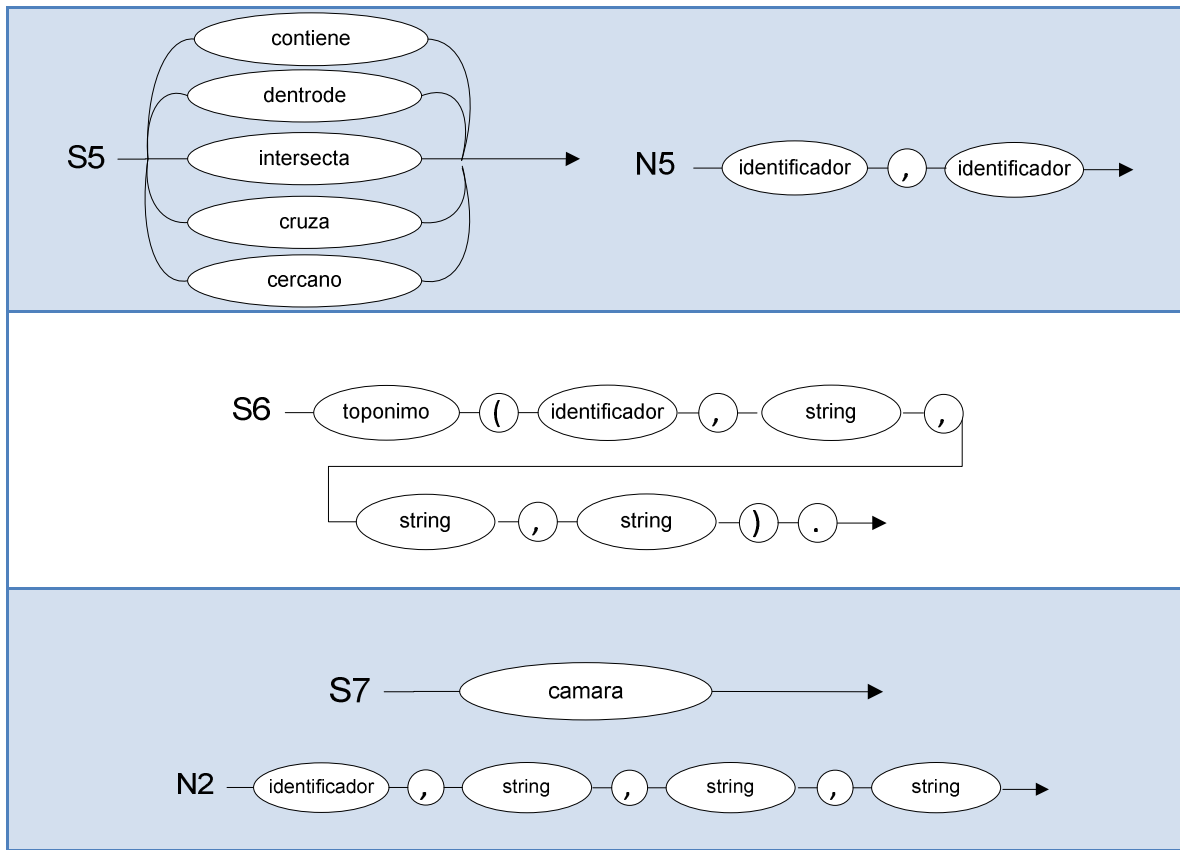 contiene
dentrode
S5 intersecta
cruza
cercano
N5 identificador , identificador
S6 toponimo ( identificador , string ,
string , string ) .
S7 camara
N2 identificador , string , string , string